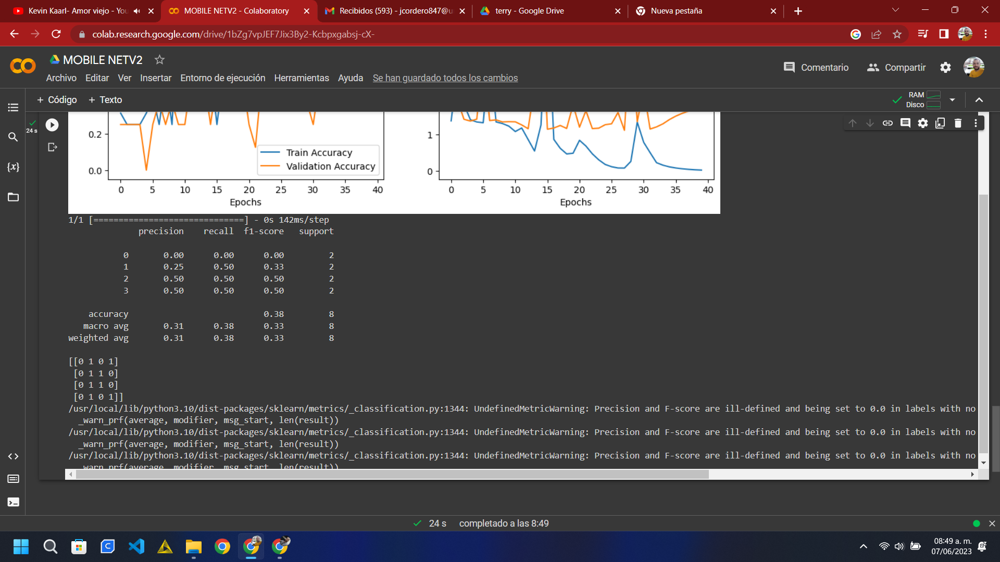 Kevin Kaarl- Amor viejo - You
MOBILE NETV2 - Colaboratory
Recibidos (593) - jcordero847@u
terry - Google Drive
Nueva pestaña
colab.research.google.com/drive/1bZg7vpJEF7Jix3By2-Kcbpxgabsj-cX-
MOBILE NETV2
Comentario
Compartir
Archivo Editar Ver Insertar Entorno de ejecución Herramientas Ayuda Se han guardado todos los cambios
+ Código + Texto
RAM
Disco
24 s
0.2
0.0
Train Accuracy
Validation Accuracy
0 5 10 15 20 25 30 35 40
Epochs
1
0
0 5 10 15 20 25 30 35 40
Epochs
1/1 [==============================] - 0s 142ms/step
precision recall f1-score support
0 0.00 0.00 0.00 2
1 0.25 0.50 0.33 2
2 0.50 0.50 0.50 2
3 0.50 0.50 0.50 2
accuracy 0.38 8
macro avg 0.31 0.38 0.33 8
weighted avg 0.31 0.38 0.33 8
[[0 1 0 1]
[0 1 1 0]
[0 1 1 0]
[0 1 0 1]]
/usr/local/lib/python3.10/dist-packages/sklearn/metrics/_classification.py:1344: UndefinedMetricWarning: Precision and F-score are ill-defined and being set to 0.0 in labels with no
_warn_prf(average, modifier, msg_start, len(result))
/usr/local/lib/python3.10/dist-packages/sklearn/metrics/_classification.py:1344: UndefinedMetricWarning: Precision and F-score are ill-defined and being set to 0.0 in labels with no
_warn_prf(average, modifier, msg_start, len(result))
/usr/local/lib/python3.10/dist-packages/sklearn/metrics/_classification.py:1344: UndefinedMetricWarning: Precision and F-score are ill-defined and being set to 0.0 in labels with no
_warn_prf(average, modifier, msg_start, len(result))
24 s completado a las 8:49
08:49 a. m.
07/06/2023